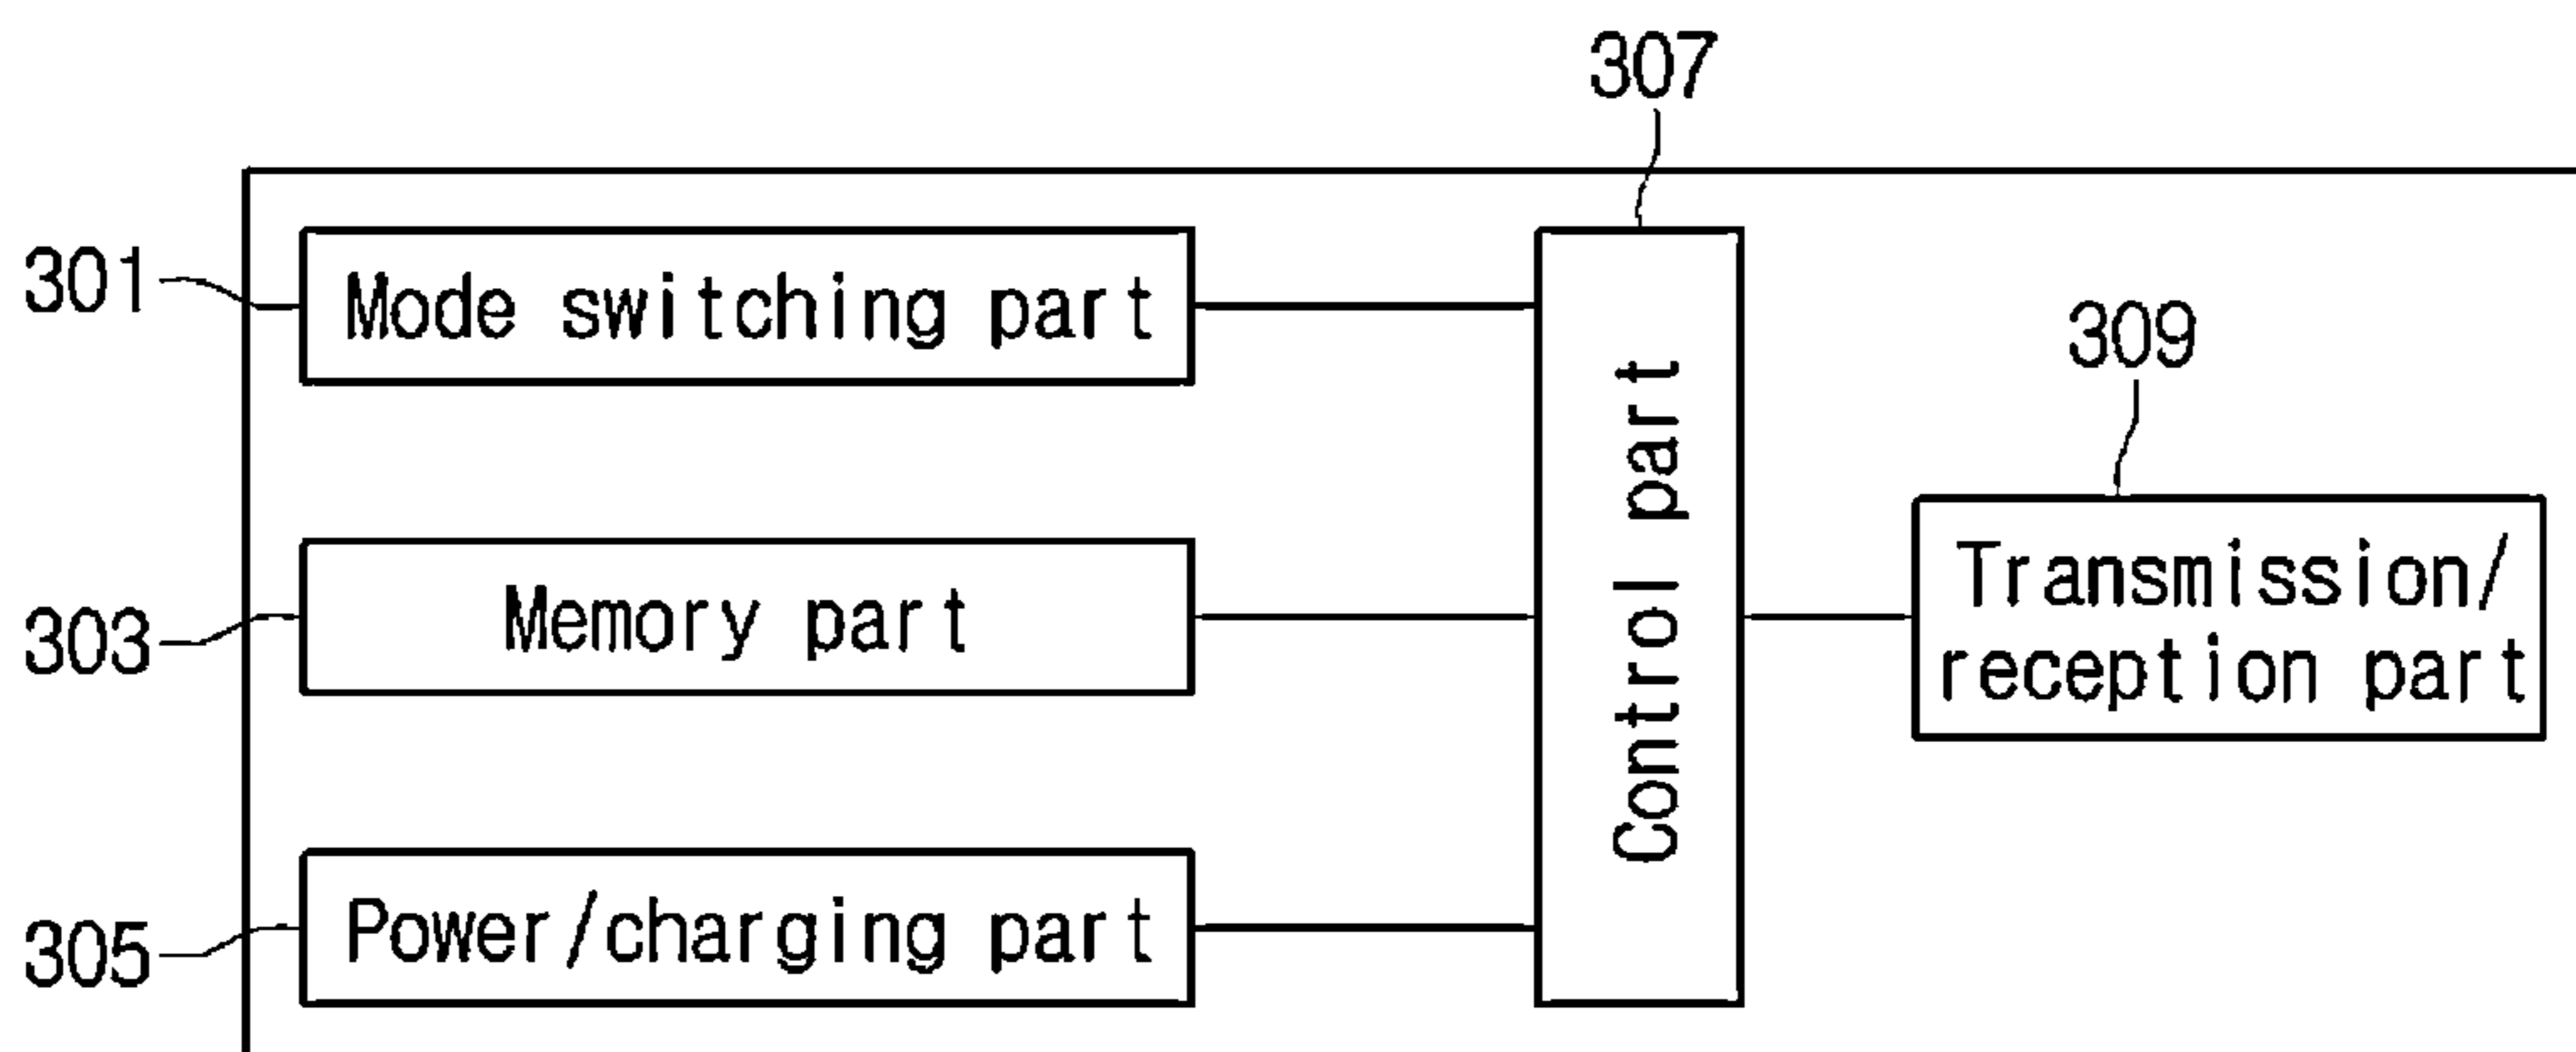 307
301
Mode switching part
309
303
Memory part
Control part
Transmission/
reception part
305
Power/charging part